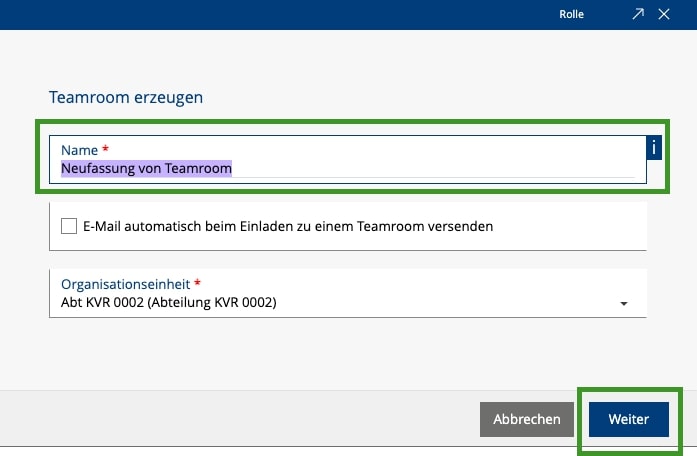 Rolle
Teamroom erzeugen
Name *
i
Neufassung von Teamroom
E-Mail automatisch beim Einladen zu einem Teamroom versenden
Organisationseinheit *
Abt KVR 0002 (Abteilung KVR 0002)
Abbrechen
Weiter